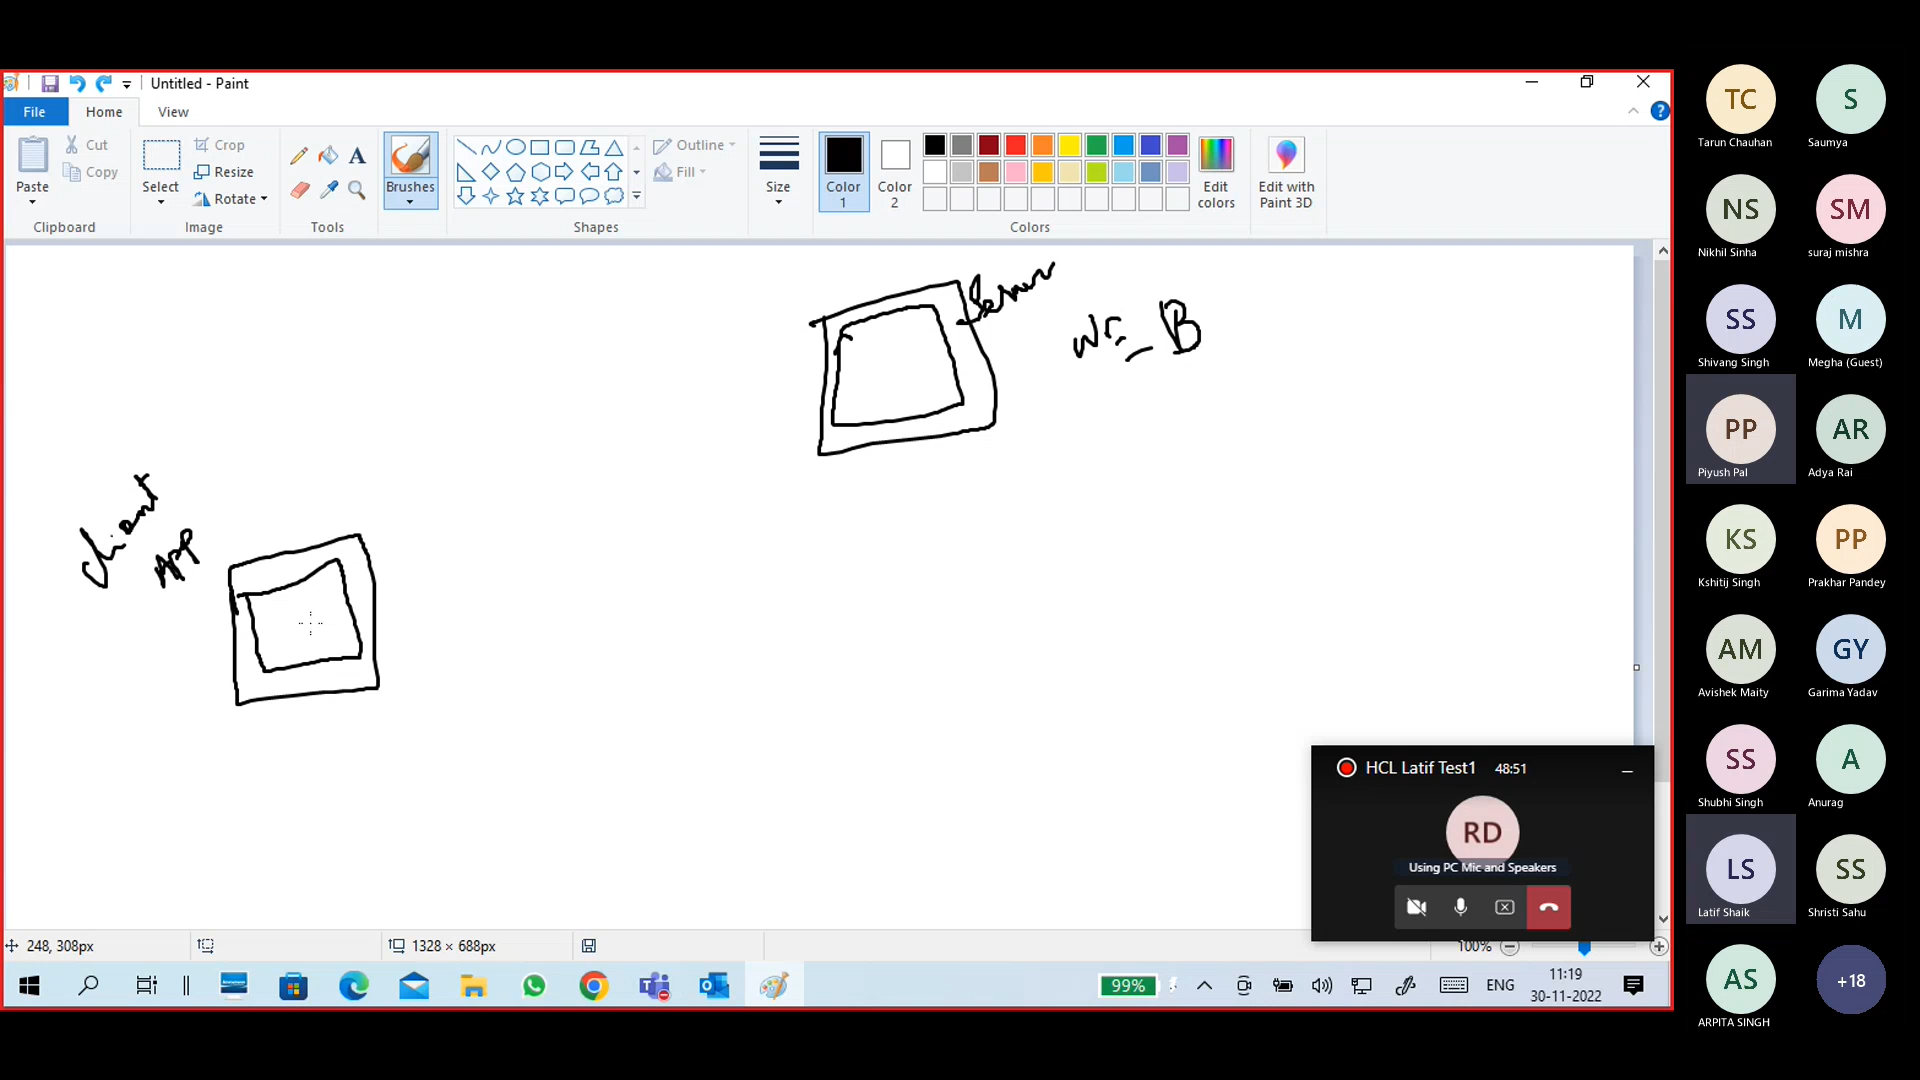 Untitled - Paint
File
Home
View
Paste
Cut
Copy
Clipboard
Select
Crop
Resize
Rotate
Image
A
Tools
Brushes
Shapes
Outline
Fill
Size
Color
1
Color
2
Edit
colors
Edit with
Paint 3D
Colors
Server
B
Client
APP
HCL Latif Test1 48:51
RD
Using PC Mic and Speakers
248, 308px
1328 × 688px
100%
99%
ENG
11:19
30-11-2022
TC
Tarun Chauhan
S
Saumya
NS
Nikhil Sinha
SM
suraj mishra
SS
Shivang Singh
M
Megha (Guest)
PP
Piyush Pal
AR
Adya Rai
KS
Kshitij Singh
PP
Prakhar Pandey
AM
Avishek Maity
GY
Garima Yadav
SS
Shubhi Singh
A
Anurag
LS
Latif Shaik
SS
Shristi Sahu
AS
ARPITA SINGH
+18